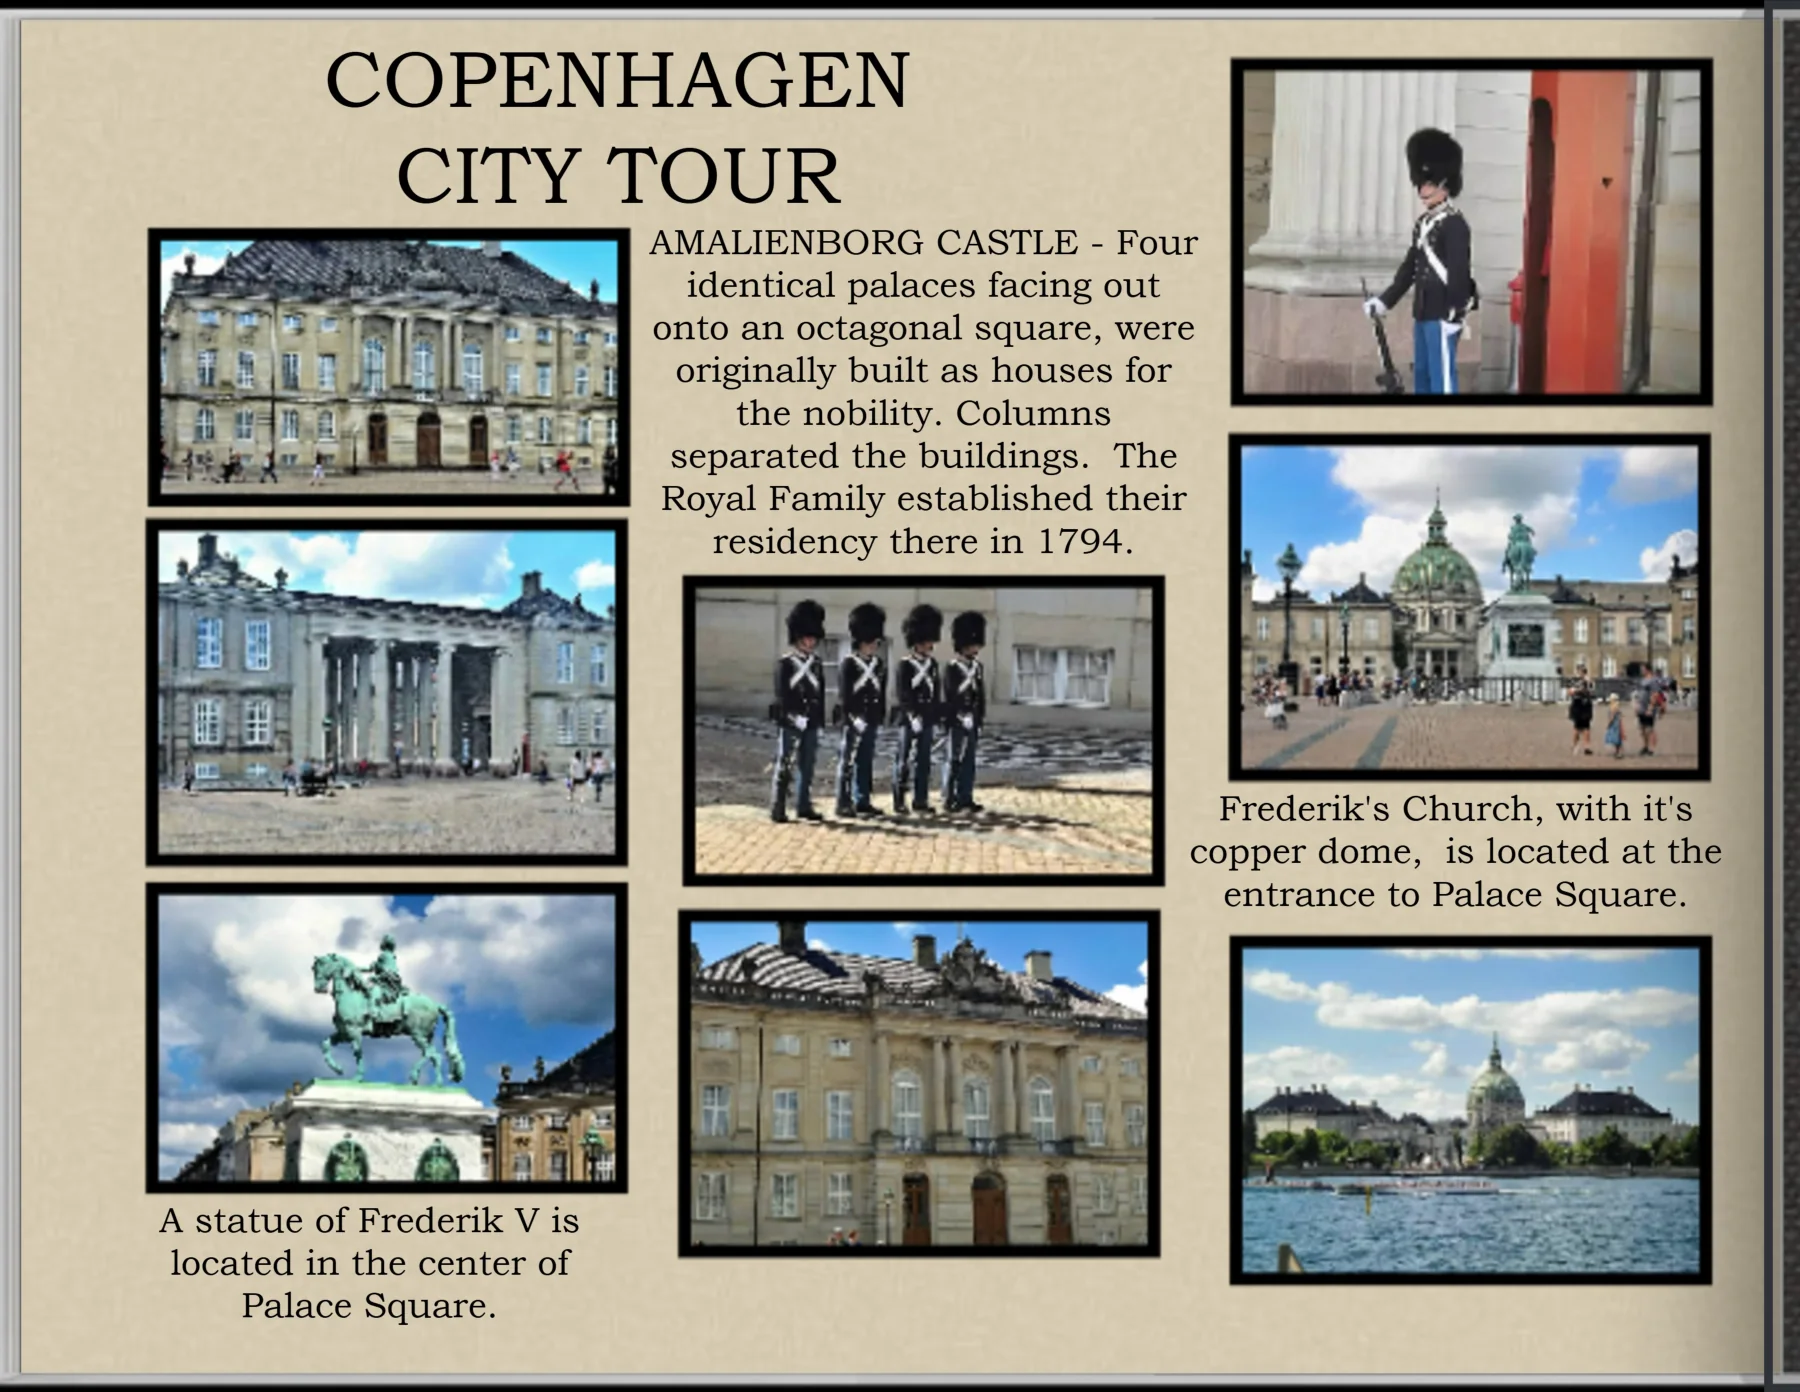 COPENHAGEN
CITY TOUR
AMALIENBORG CASTLE - Four
identical palaces facing out
onto an octagonal square, were
originally built as houses for
the nobility. Columns
separated the buildings.  The
Royal Family established their
residency there in 1794.
A statue of Frederik V is
located in the center of
Palace Square.
Frederik's Church, with it's
copper dome,  is located at the
entrance to Palace Square.